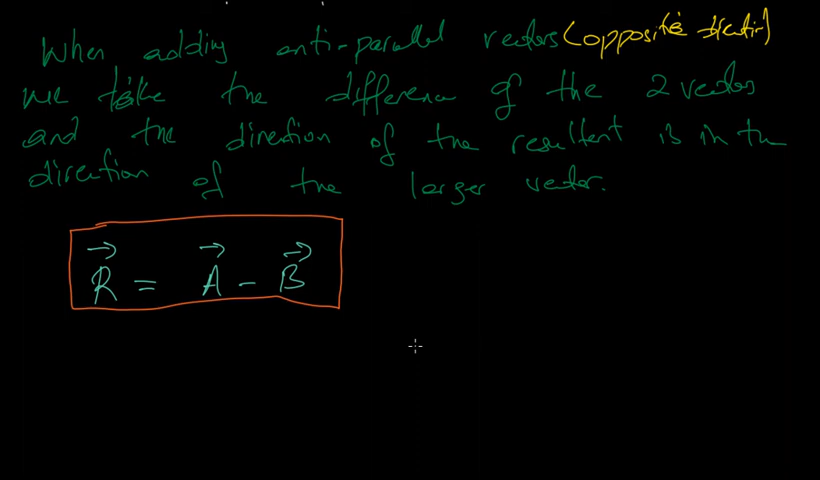 When adding anti-parallel vectors (opposite direction)
we take the difference of the 2 vectors
and the direction of the resultent is in the
direction of the larger vector.
R⃗ = A⃗ - B⃗